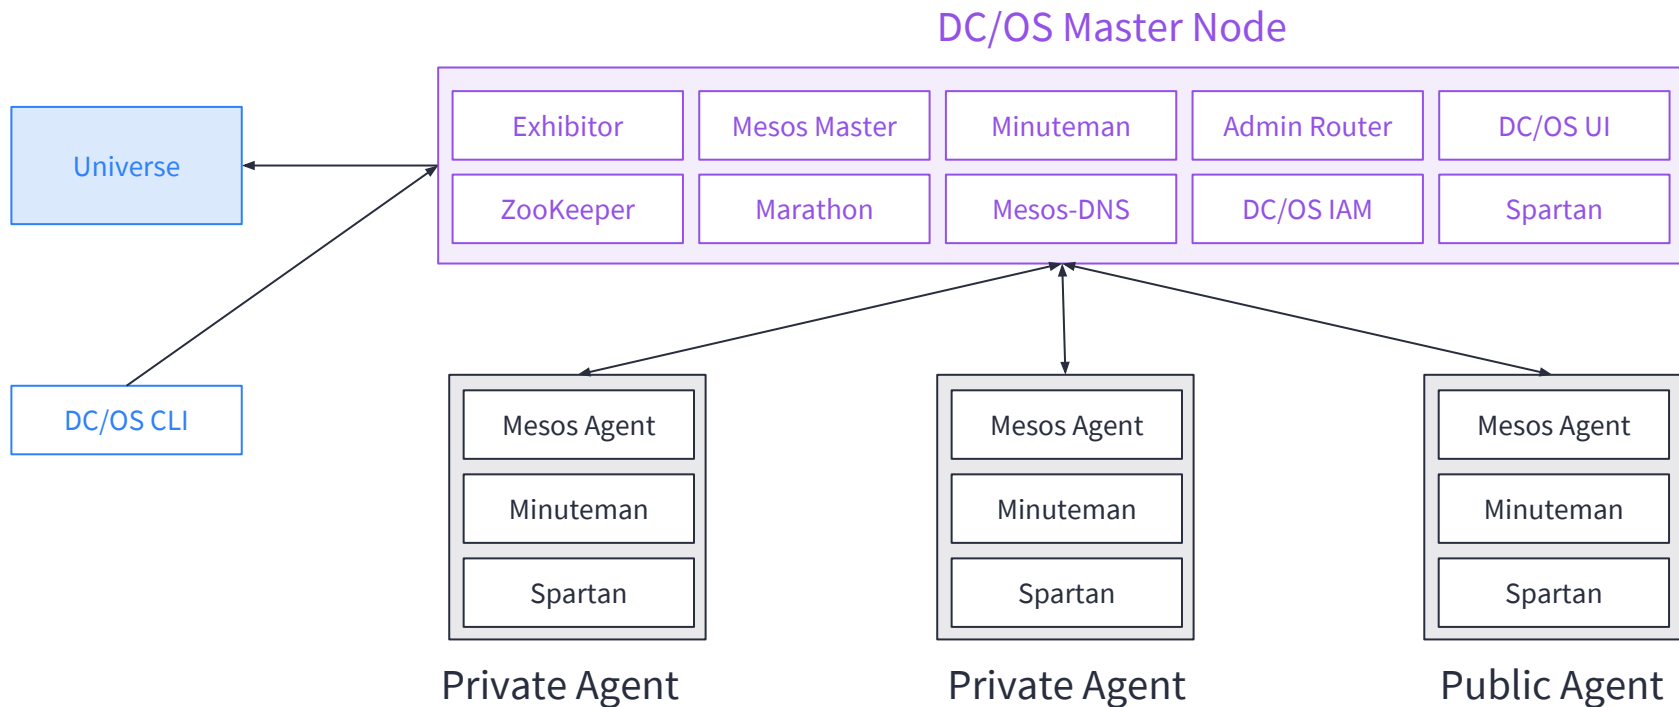 DC/OS Master Node
Exhibitor
Mesos Master
Minuteman
Admin Router
DC/OS UI
ZooKeeper
Marathon
Mesos-DNS
DC/OS IAM
Spartan
Universe
DC/OS CLI
Mesos Agent
Minuteman
Spartan
Private Agent
Mesos Agent
Minuteman
Spartan
Private Agent
Mesos Agent
Minuteman
Spartan
Public Agent